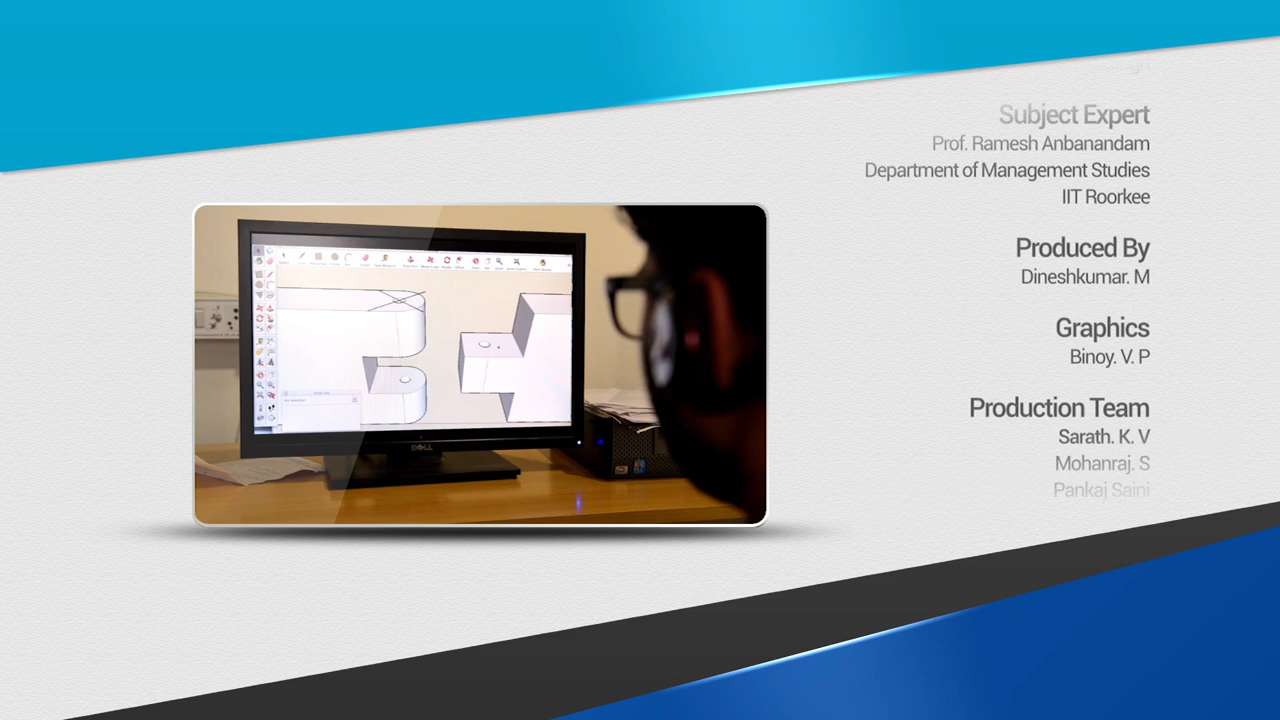 Subject Expert
Prof. Ramesh Anbanandam
Department of Management Studies
IIT Roorkee
Produced By
Dineshkumar. M
Graphics
Binoy. V. P
Production Team
Sarath. K. V
Mohanraj. S
Pankaj Saini
DELL